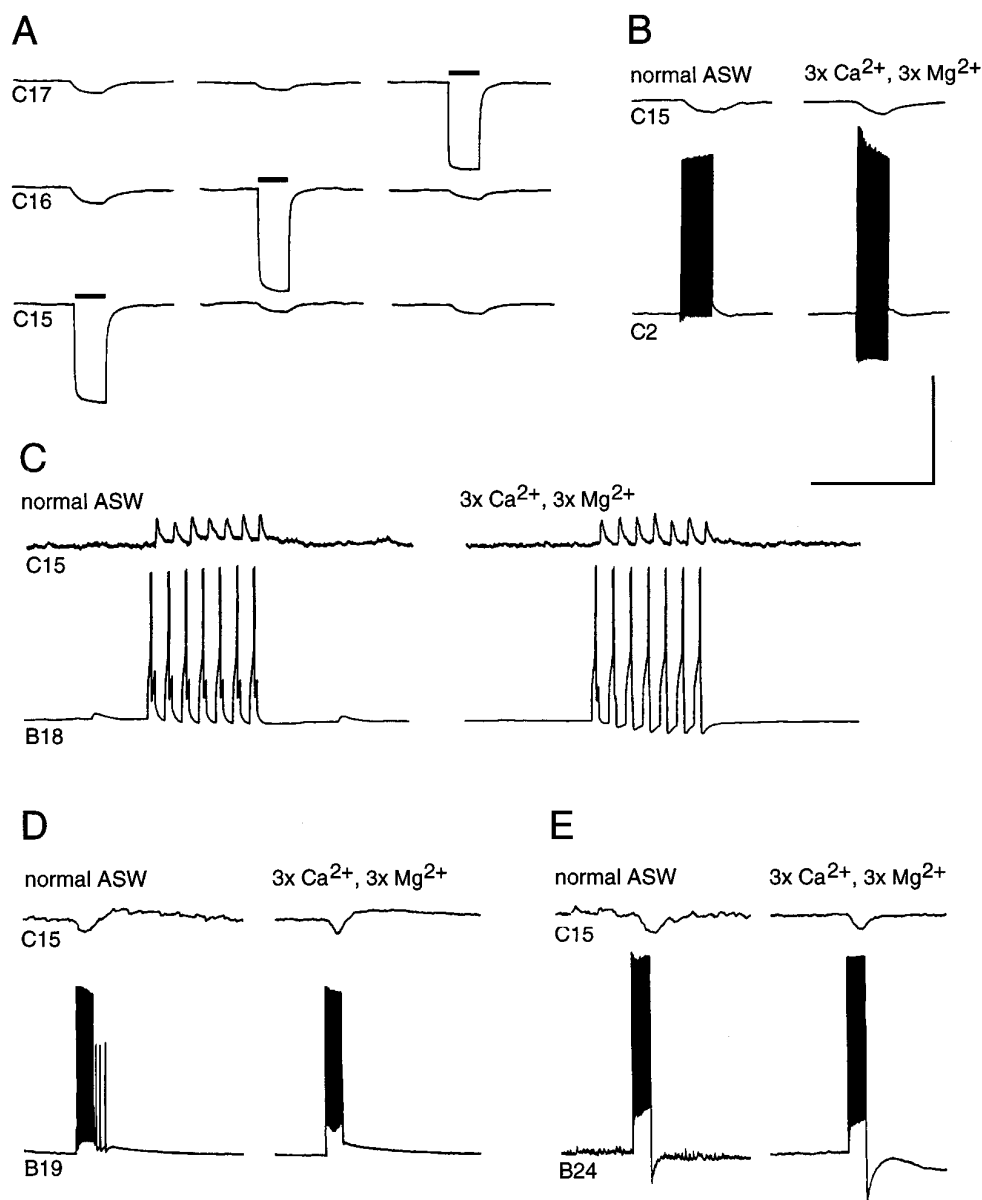 A
C17
C16
C15
B
normal ASW
3x Ca2+, 3x Mg2+
C15
C2
C
normal ASW
3x Ca2+, 3x Mg2+
C15
B18
D
normal ASW
3x Ca2+, 3x Mg2+
C15
B19
E
normal ASW
3x Ca2+, 3x Mg2+
C15
B24